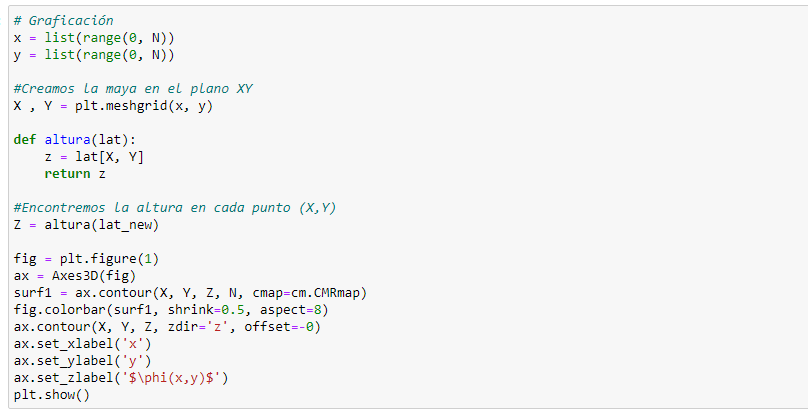 # Graficación
x = list(range(0, N))
y = list(range(0, N))
#Creamos la maya en el plano XY
X , Y = plt.meshgrid(x, y)
def altura(lat):
    z = lat[X, Y]
    return z
#Encontremos la altura en cada punto (X,Y)
Z = altura(lat_new)
fig = plt.figure(1)
ax = Axes3D(fig)
surf1 = ax.contour(X, Y, Z, N, cmap=cm.CMRmap)
fig.colorbar(surf1, shrink=0.5, aspect=8)
ax.contour(X, Y, Z, zdir='z', offset=-0)
ax.set_xlabel('x')
ax.set_ylabel('y')
ax.set_zlabel('$\phi(x,y)$')
plt.show()